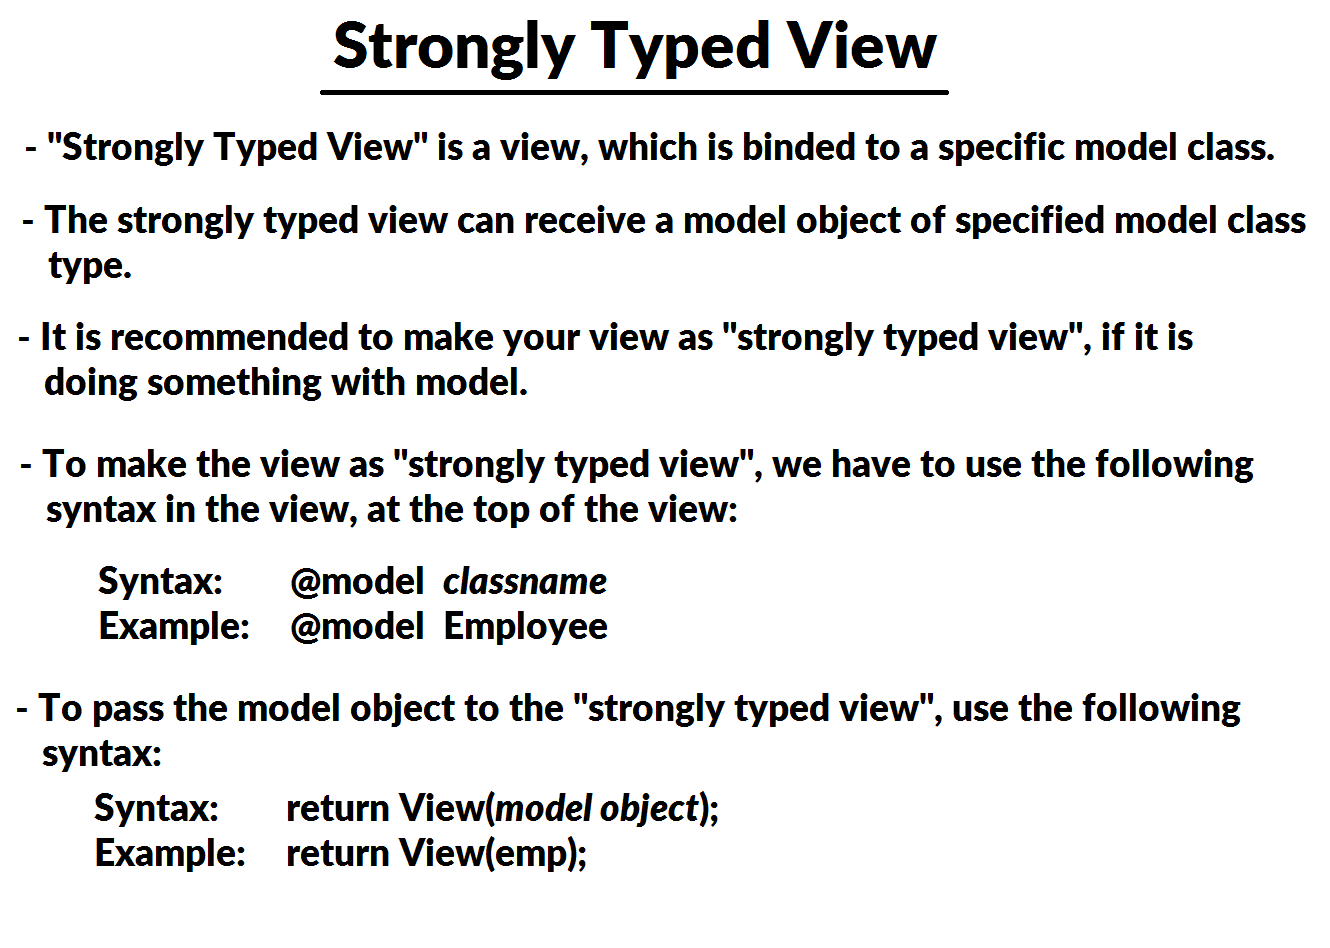 Strongly Typed View
- "Strongly Typed View" is a view, which is binded to a specific model class.
- The strongly typed view can receive a model object of specified model class
type.
- It is recommended to make your view as "strongly typed view", if it is
doing something with model.
- To make the view as "strongly typed view", we have to use the following
syntax in the view, at the top of the view:
Syntax: @model classname
Example: @model Employee
- To pass the model object to the "strongly typed view", use the following
syntax:
Syntax: return View(model object);
Example: return View(emp);